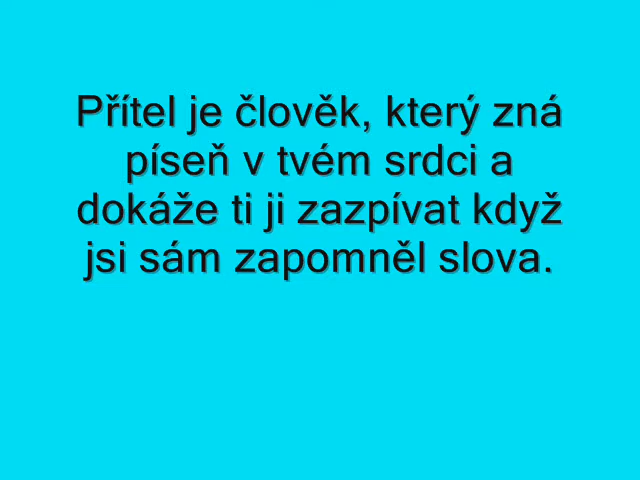 Přítel je člověk, který zná
píseň v tvém srdci a
dokáže ti ji zazpívat když
jsi sám zapomněl slova.